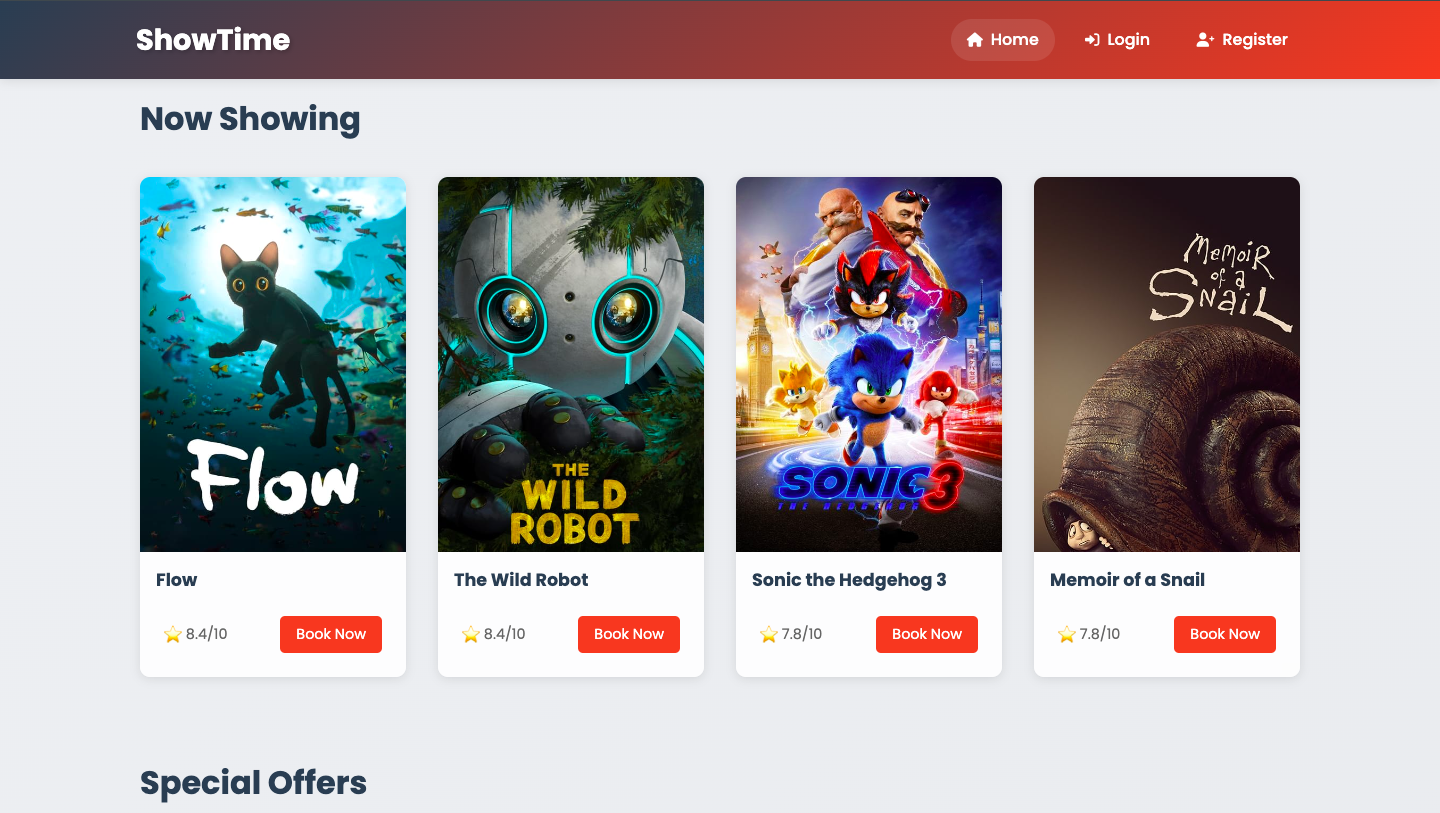 ShowTime
Home
Login
Register
Now Showing
Flow
THE
WILD
ROBOT
SONIC 3
THE HEDGEHOG
Memoir
of a
Snail
Flow
The Wild Robot
Sonic the Hedgehog 3
Memoir of a Snail
8.4/10
Book Now
8.4/10
Book Now
7.8/10
Book Now
7.8/10
Book Now
Special Offers